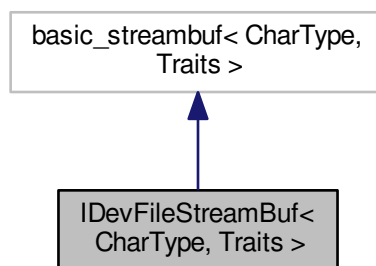 basic_streambuf< CharType,
Traits >
IDevFileStreamBuf<
CharType, Traits >